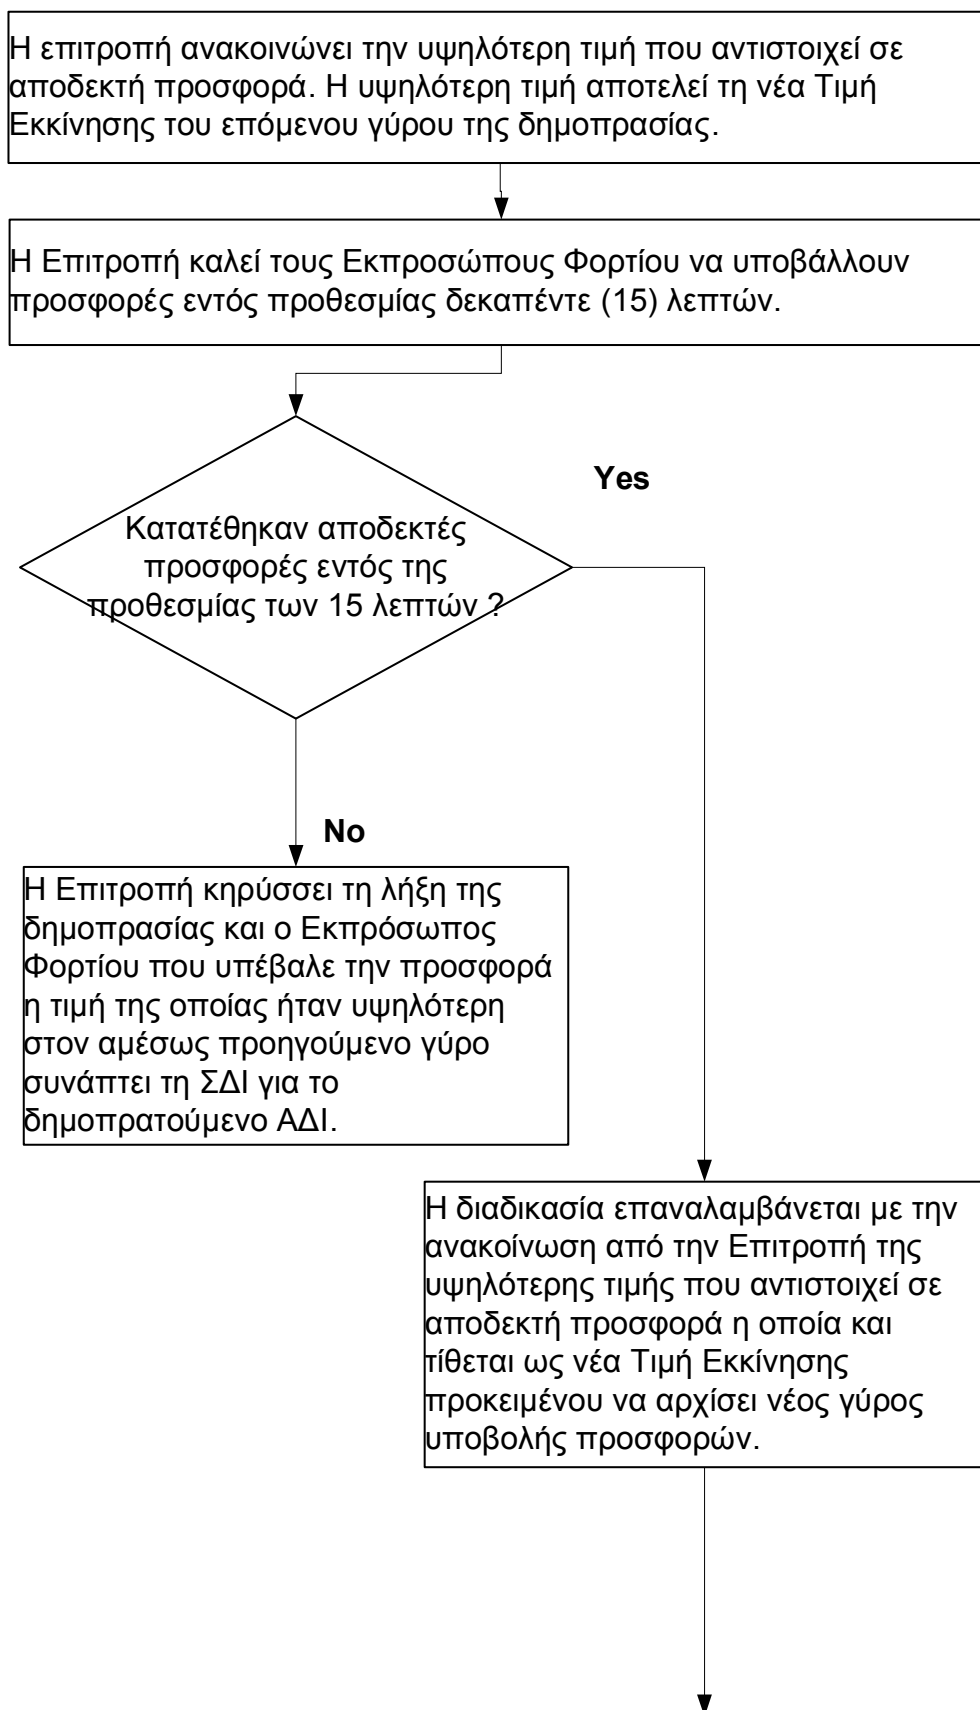 Η επιτροπή ανακοινώνει την υψηλότερη τιμή που αντιστοιχεί σε
αποδεκτή προσφορά. Η υψηλότερη τιμή αποτελεί τη νέα Τιμή
Εκκίνησης του επόμενου γύρου της δημοπρασίας.
Η Επιτροπή καλεί τους Εκπροσώπους Φορτίου να υποβάλλουν
προσφορές εντός προθεσμίας δεκαπέντε (15) λεπτών.
Yes
Κατατέθηκαν αποδεκτές
προσφορές εντός της
προθεσμίας των 15 λεπτών ?
No
Η Επιτροπή κηρύσσει τη λήξη της
δημοπρασίας και ο Εκπρόσωπος
Φορτίου που υπέβαλε την προσφορά
η τιμή της οποίας ήταν υψηλότερη
στον αμέσως προηγούμενο γύρο
συνάπτει τη ΣΔΙ για το
δημοπρατούμενο ΑΔΙ.
Η διαδικασία επαναλαμβάνεται με την
ανακοίνωση από την Επιτροπή της
υψηλότερης τιμής που αντιστοιχεί σε
αποδεκτή προσφορά η οποία και
τίθεται ως νέα Τιμή Εκκίνησης
προκειμένου να αρχίσει νέος γύρος
υποβολής προσφορών.